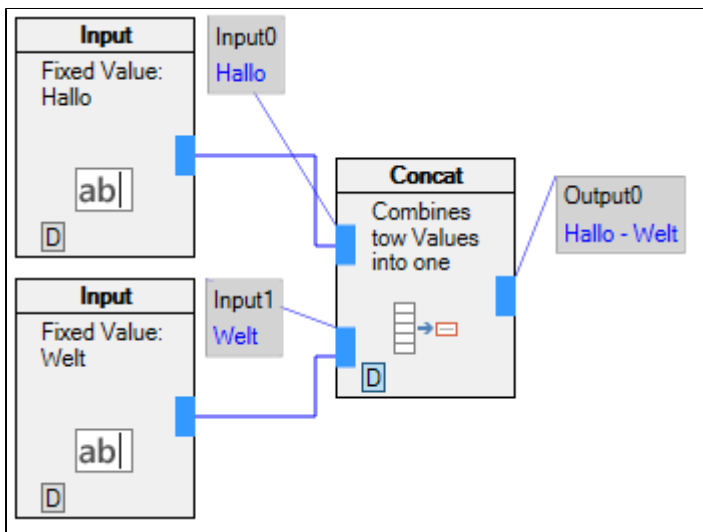 Input
Fixed Value:
Hallo
ab|
D
Input0
Hallo
Concat
Combines
tow Values
into one
D
Output0
Hallo - Welt
Input
Fixed Value:
Welt
ab|
D
Input1
Welt